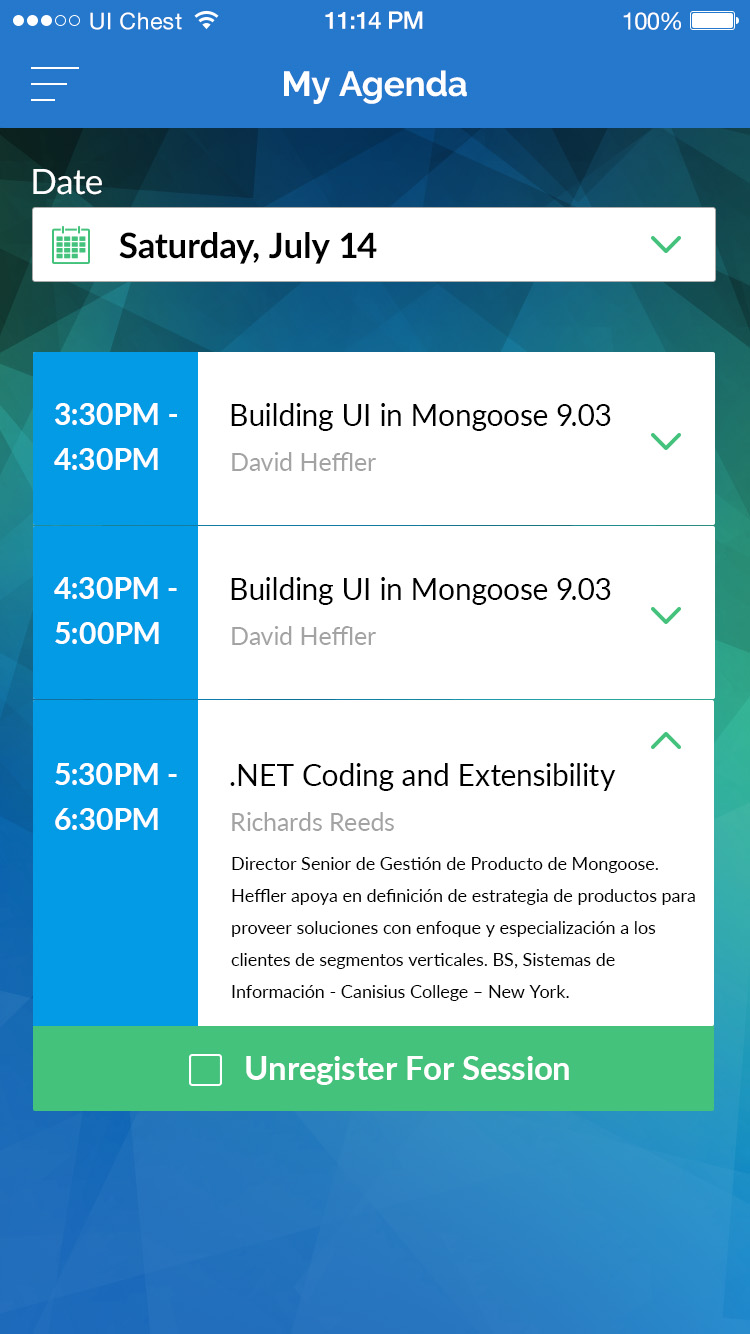 UI Chest 11:14 PM 100%
My Agenda
Date
Saturday, July 14
3:30PM -
4:30PM
Building UI in Mongoose 9.03
David Heffler
4:30PM -
5:00PM
Building UI in Mongoose 9.03
David Heffler
5:30PM -
6:30PM
.NET Coding and Extensibility
Richards Reeds
Director Senior de Gestión de Producto de Mongoose.
Heffler apoya en definición de estrategia de productos para
proveer soluciones con enfoque y especialización a los
clientes de segmentos verticales. BS, Sistemas de
Información - Canisius College – New York.
Unregister For Session